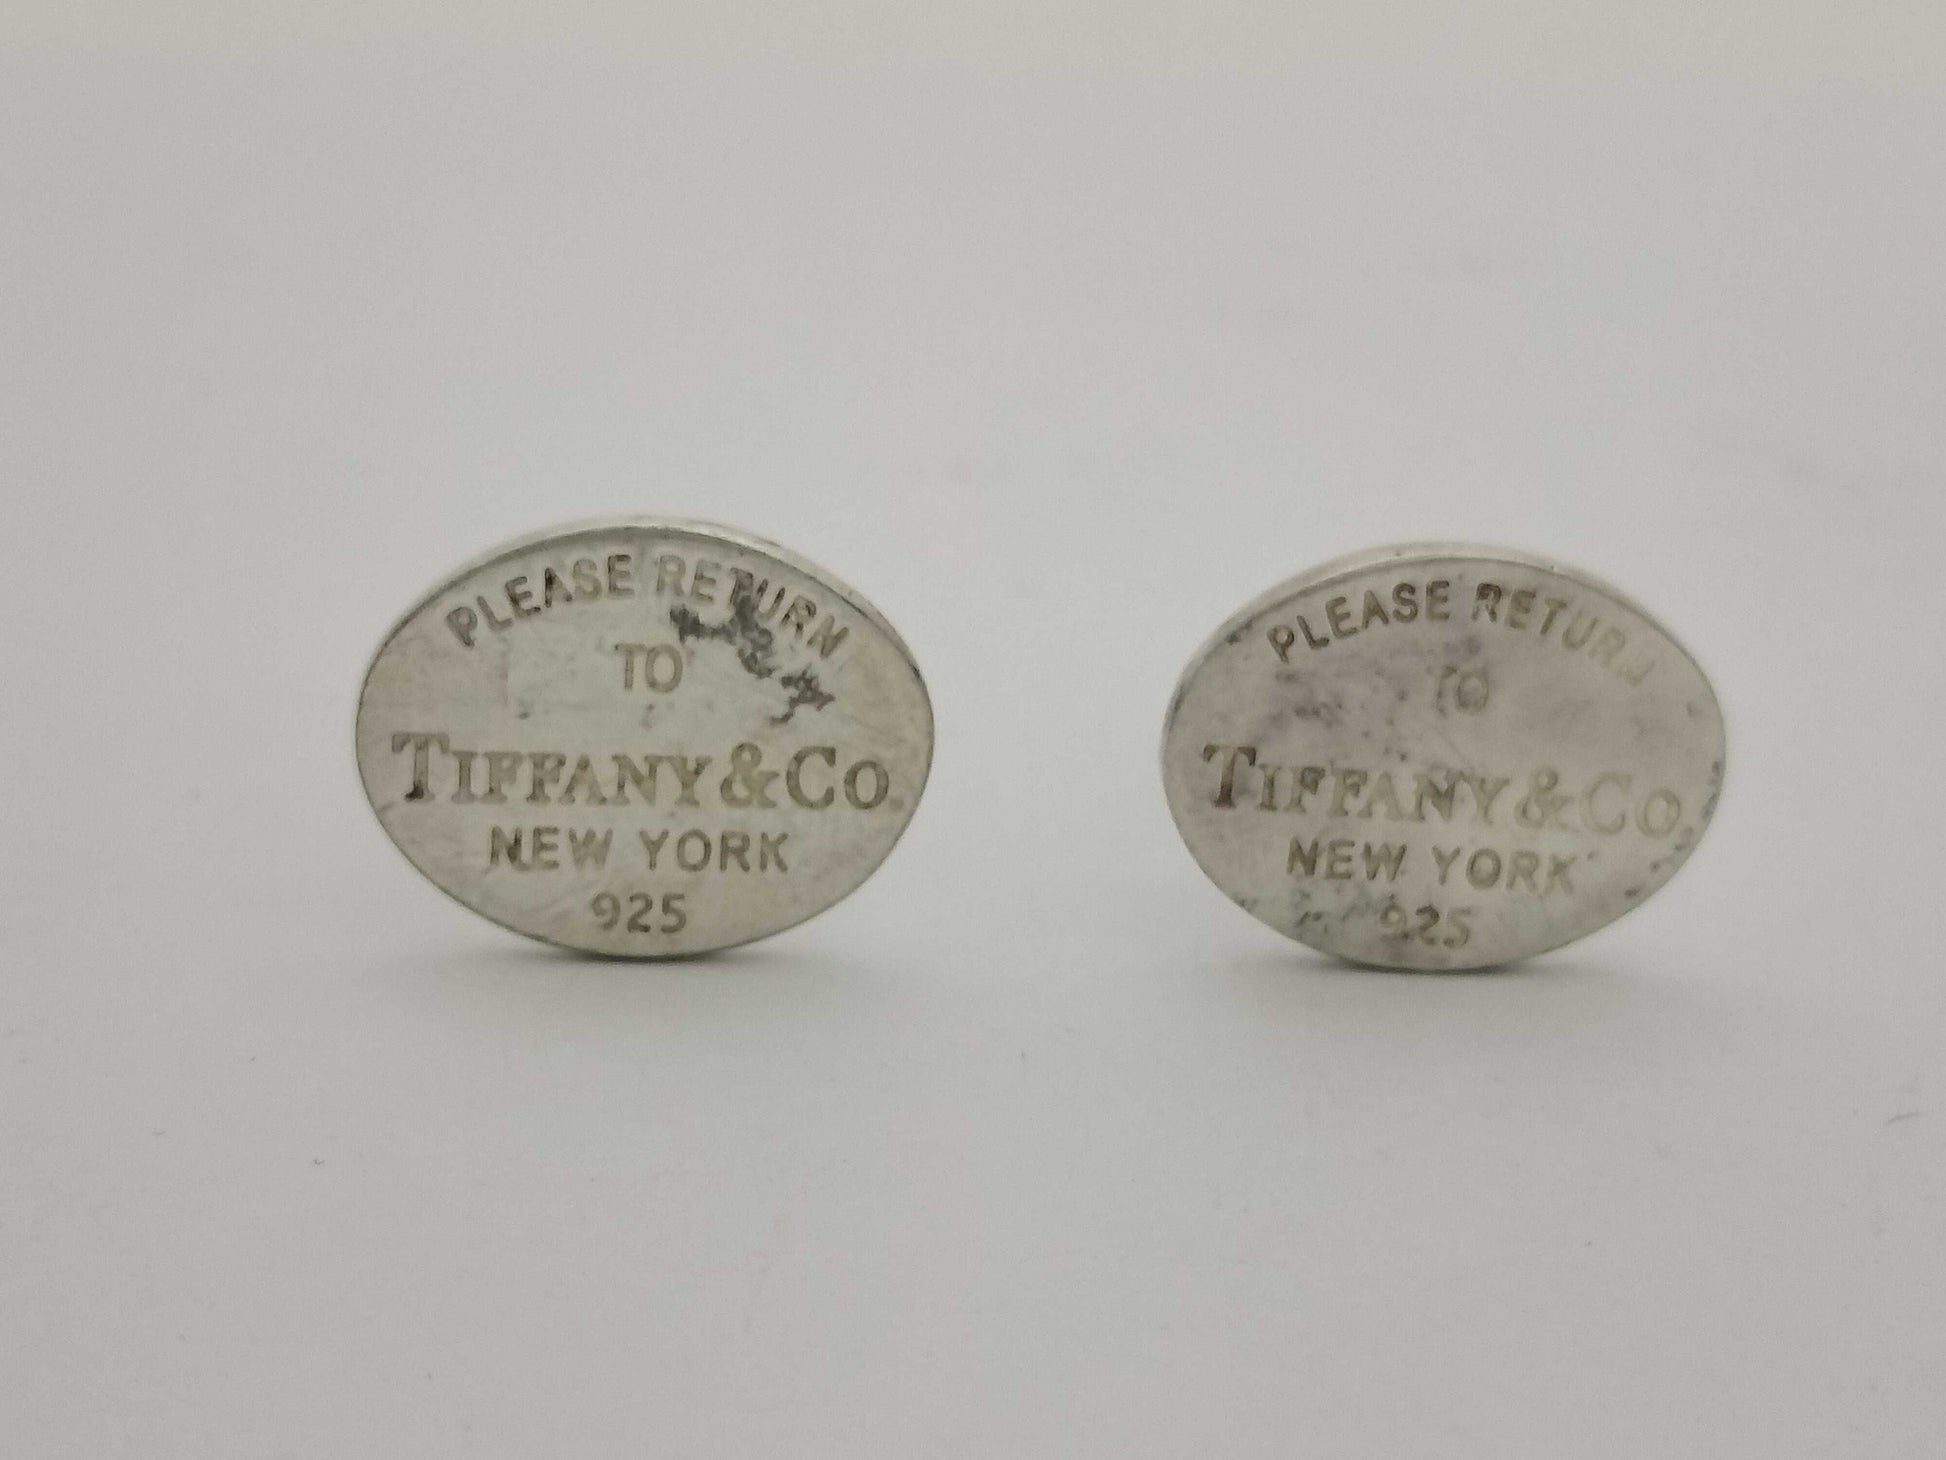 PLEASE RETURN
TO
TIFFANY & CO.
NEW YORK
925
PLEASE RETURN
TO
TIFFANY & CO.
NEW YORK
925